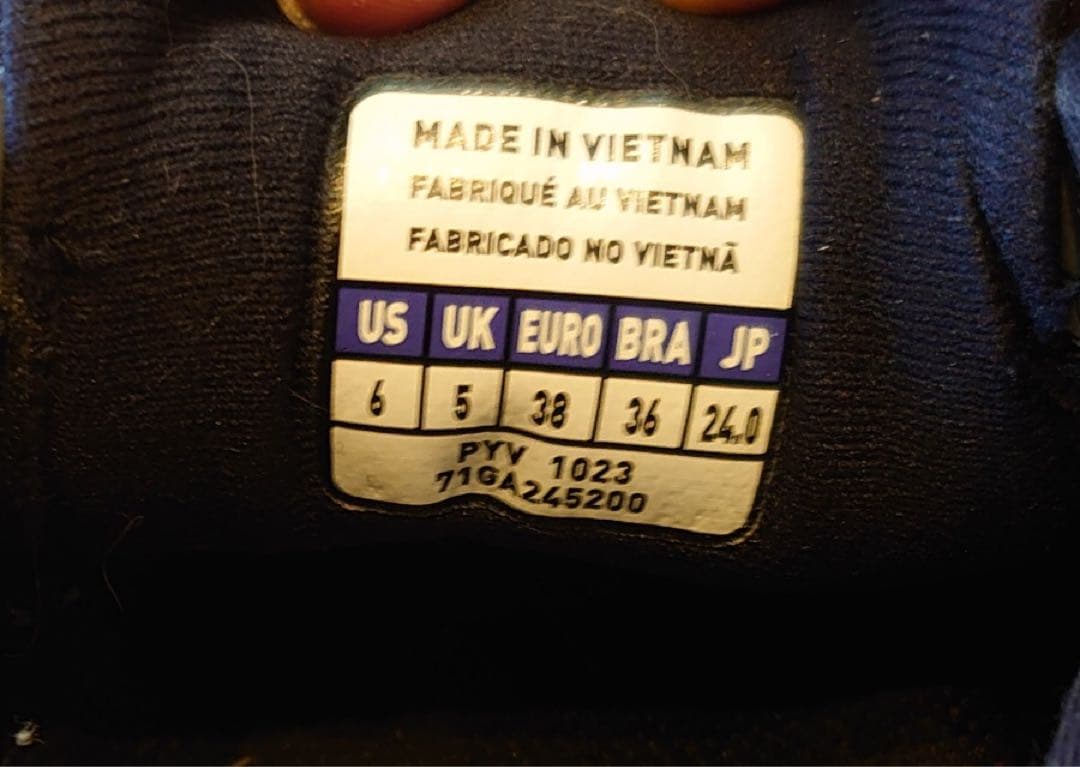 MADE IN VIETNAM
FABRIQUÉ AU VIETNAM
FABRICADO NO VIETNÃ
US UK EURO BRA JP
6 5 38 36 24.0
PYV 1023
71GA245200